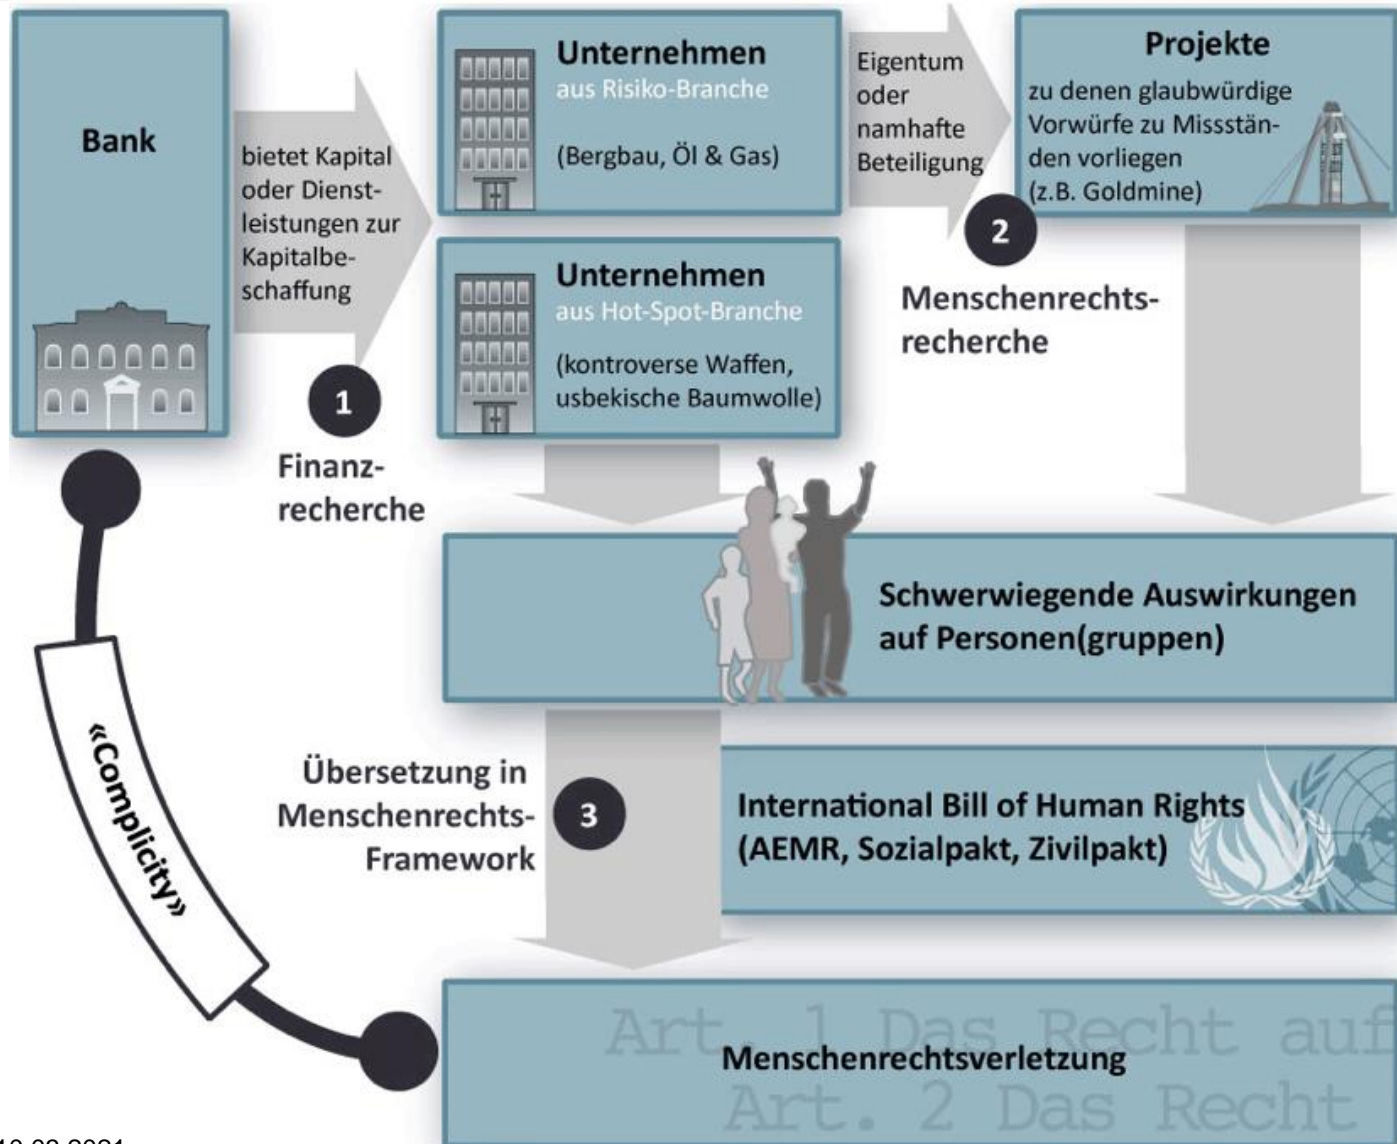 Bank
bietet Kapital
oder Dienst-
leistungen zur
Kapitalbe-
schaffung
1
Finanz-
recherche
Unternehmen
aus Risiko-Branche
(Bergbau, Öl & Gas)
Unternehmen
aus Hot-Spot-Branche
(kontroverse Waffen,
usbekische Baumwolle)
Eigentum
oder
namhafte
Beteiligung
2
Menschenrechts-
recherche
Projekte
zu denen glaubwürdige
Vorwürfe zu Missstän-
den vorliegen
(z.B. Goldmine)
Schwerwiegende Auswirkungen
auf Personen(gruppen)
Übersetzung in
Menschenrechts-
Framework
3
International Bill of Human Rights
(AEMR, Sozialpakt, Zivilpakt)
«Complicity»
Art. 1 Das Recht auf
Menschenrechtsverletzung
Art. 2 Das Recht